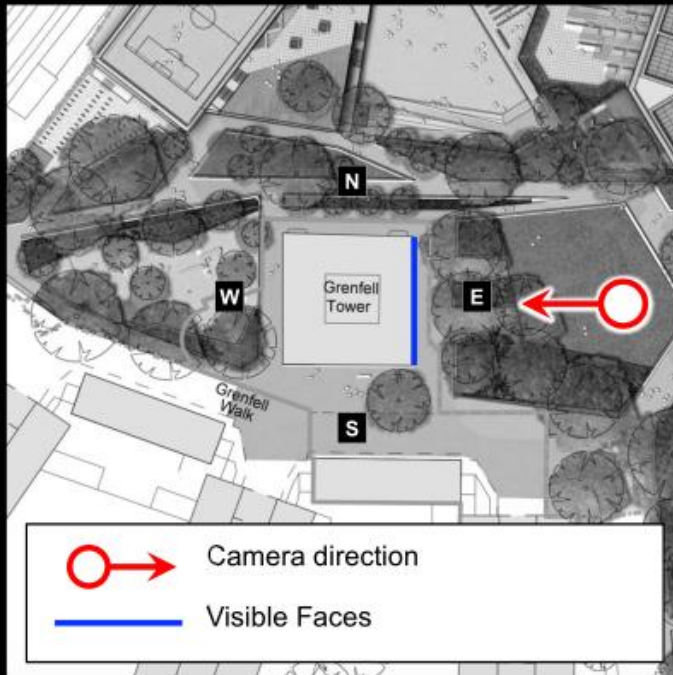 N
W
Grenfell
Tower
E
Grenfell
Walk
S
Camera direction
Visible Faces